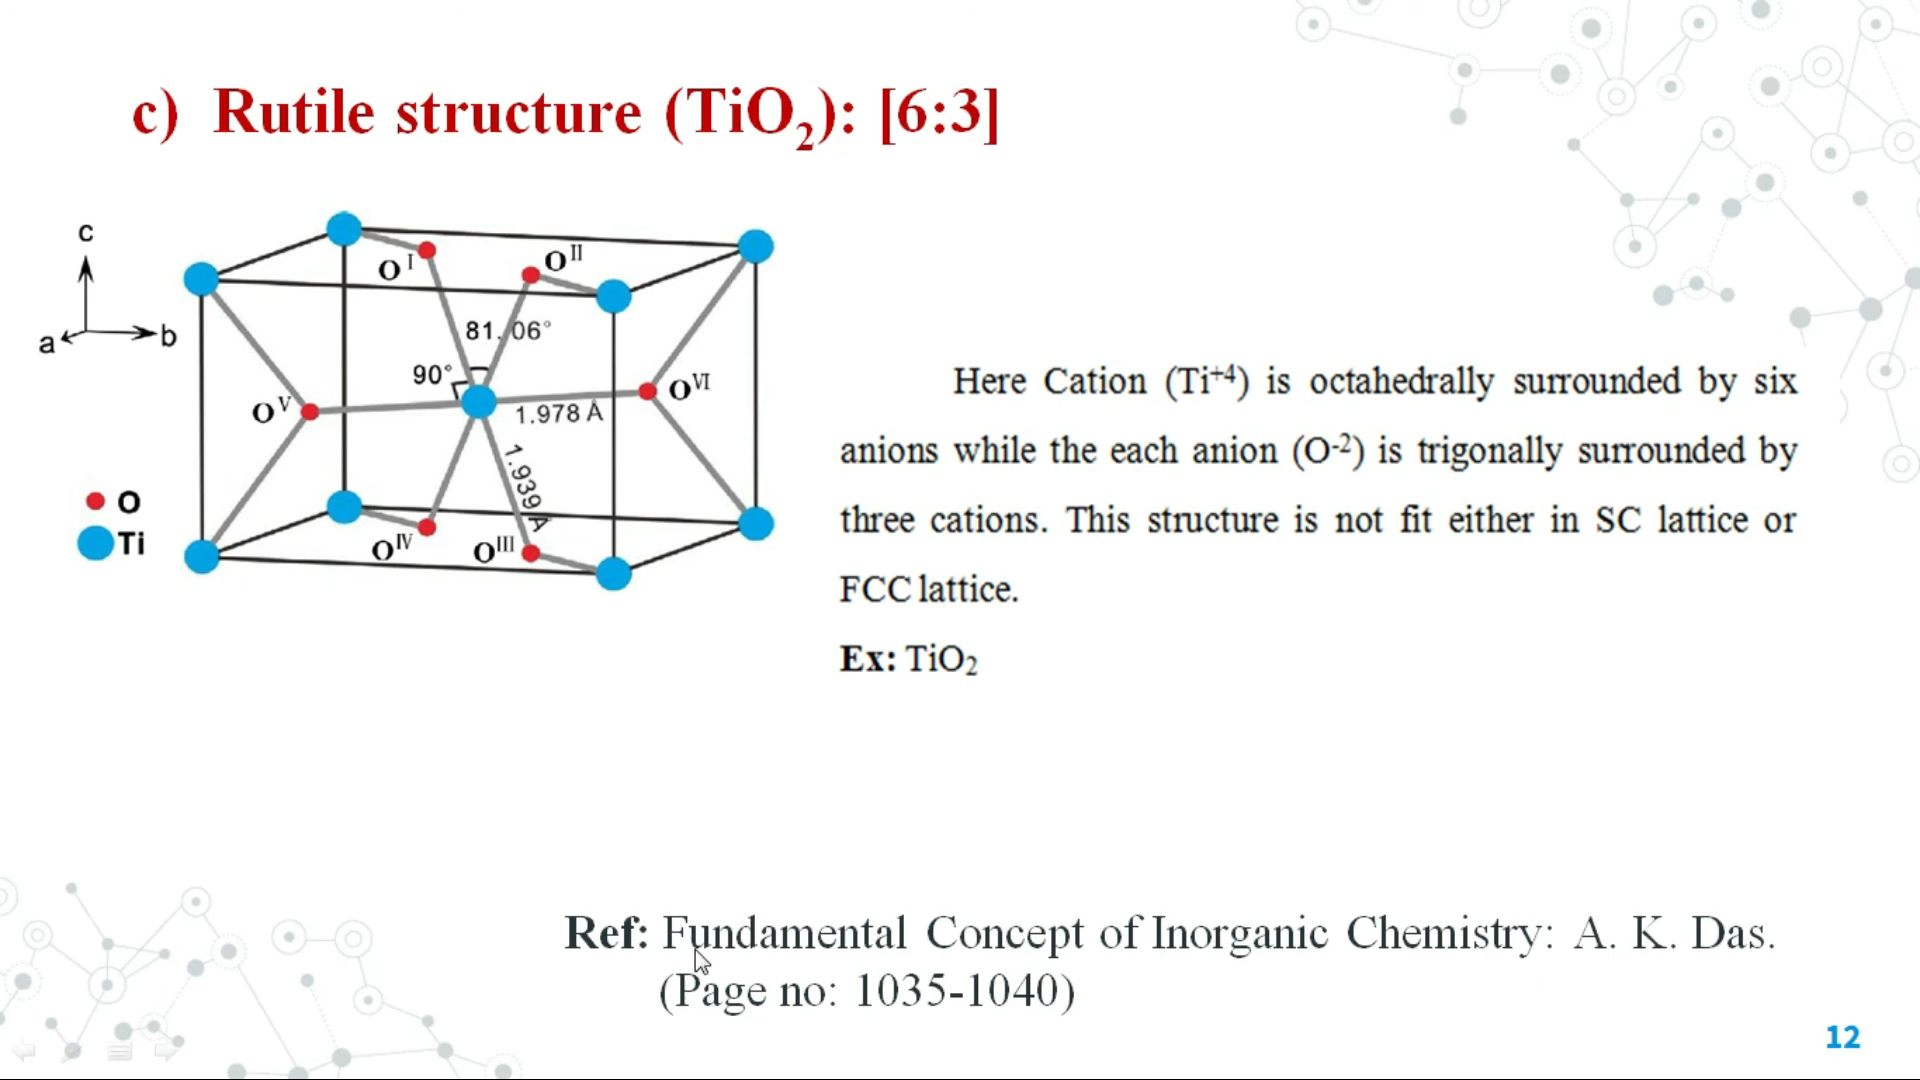 c) Rutile structure (TiO₂): [6:3]
c
a
b
Oᴵ
Oᴵᴵ
81.06°
90°
Oⱽ
1.978 Å
Oⱽᴵ
1.939 Å
Oᴵⱽ
Oᴵᴵᴵ
O
Ti
Here Cation (Ti⁺⁴) is octahedrally surrounded by six
anions while the each anion (O⁻²) is trigonally surrounded by
three cations. This structure is not fit either in SC lattice or
FCC lattice.
Ex: TiO₂
Ref: Fundamental Concept of Inorganic Chemistry: A. K. Das.
(Page no: 1035-1040)
12